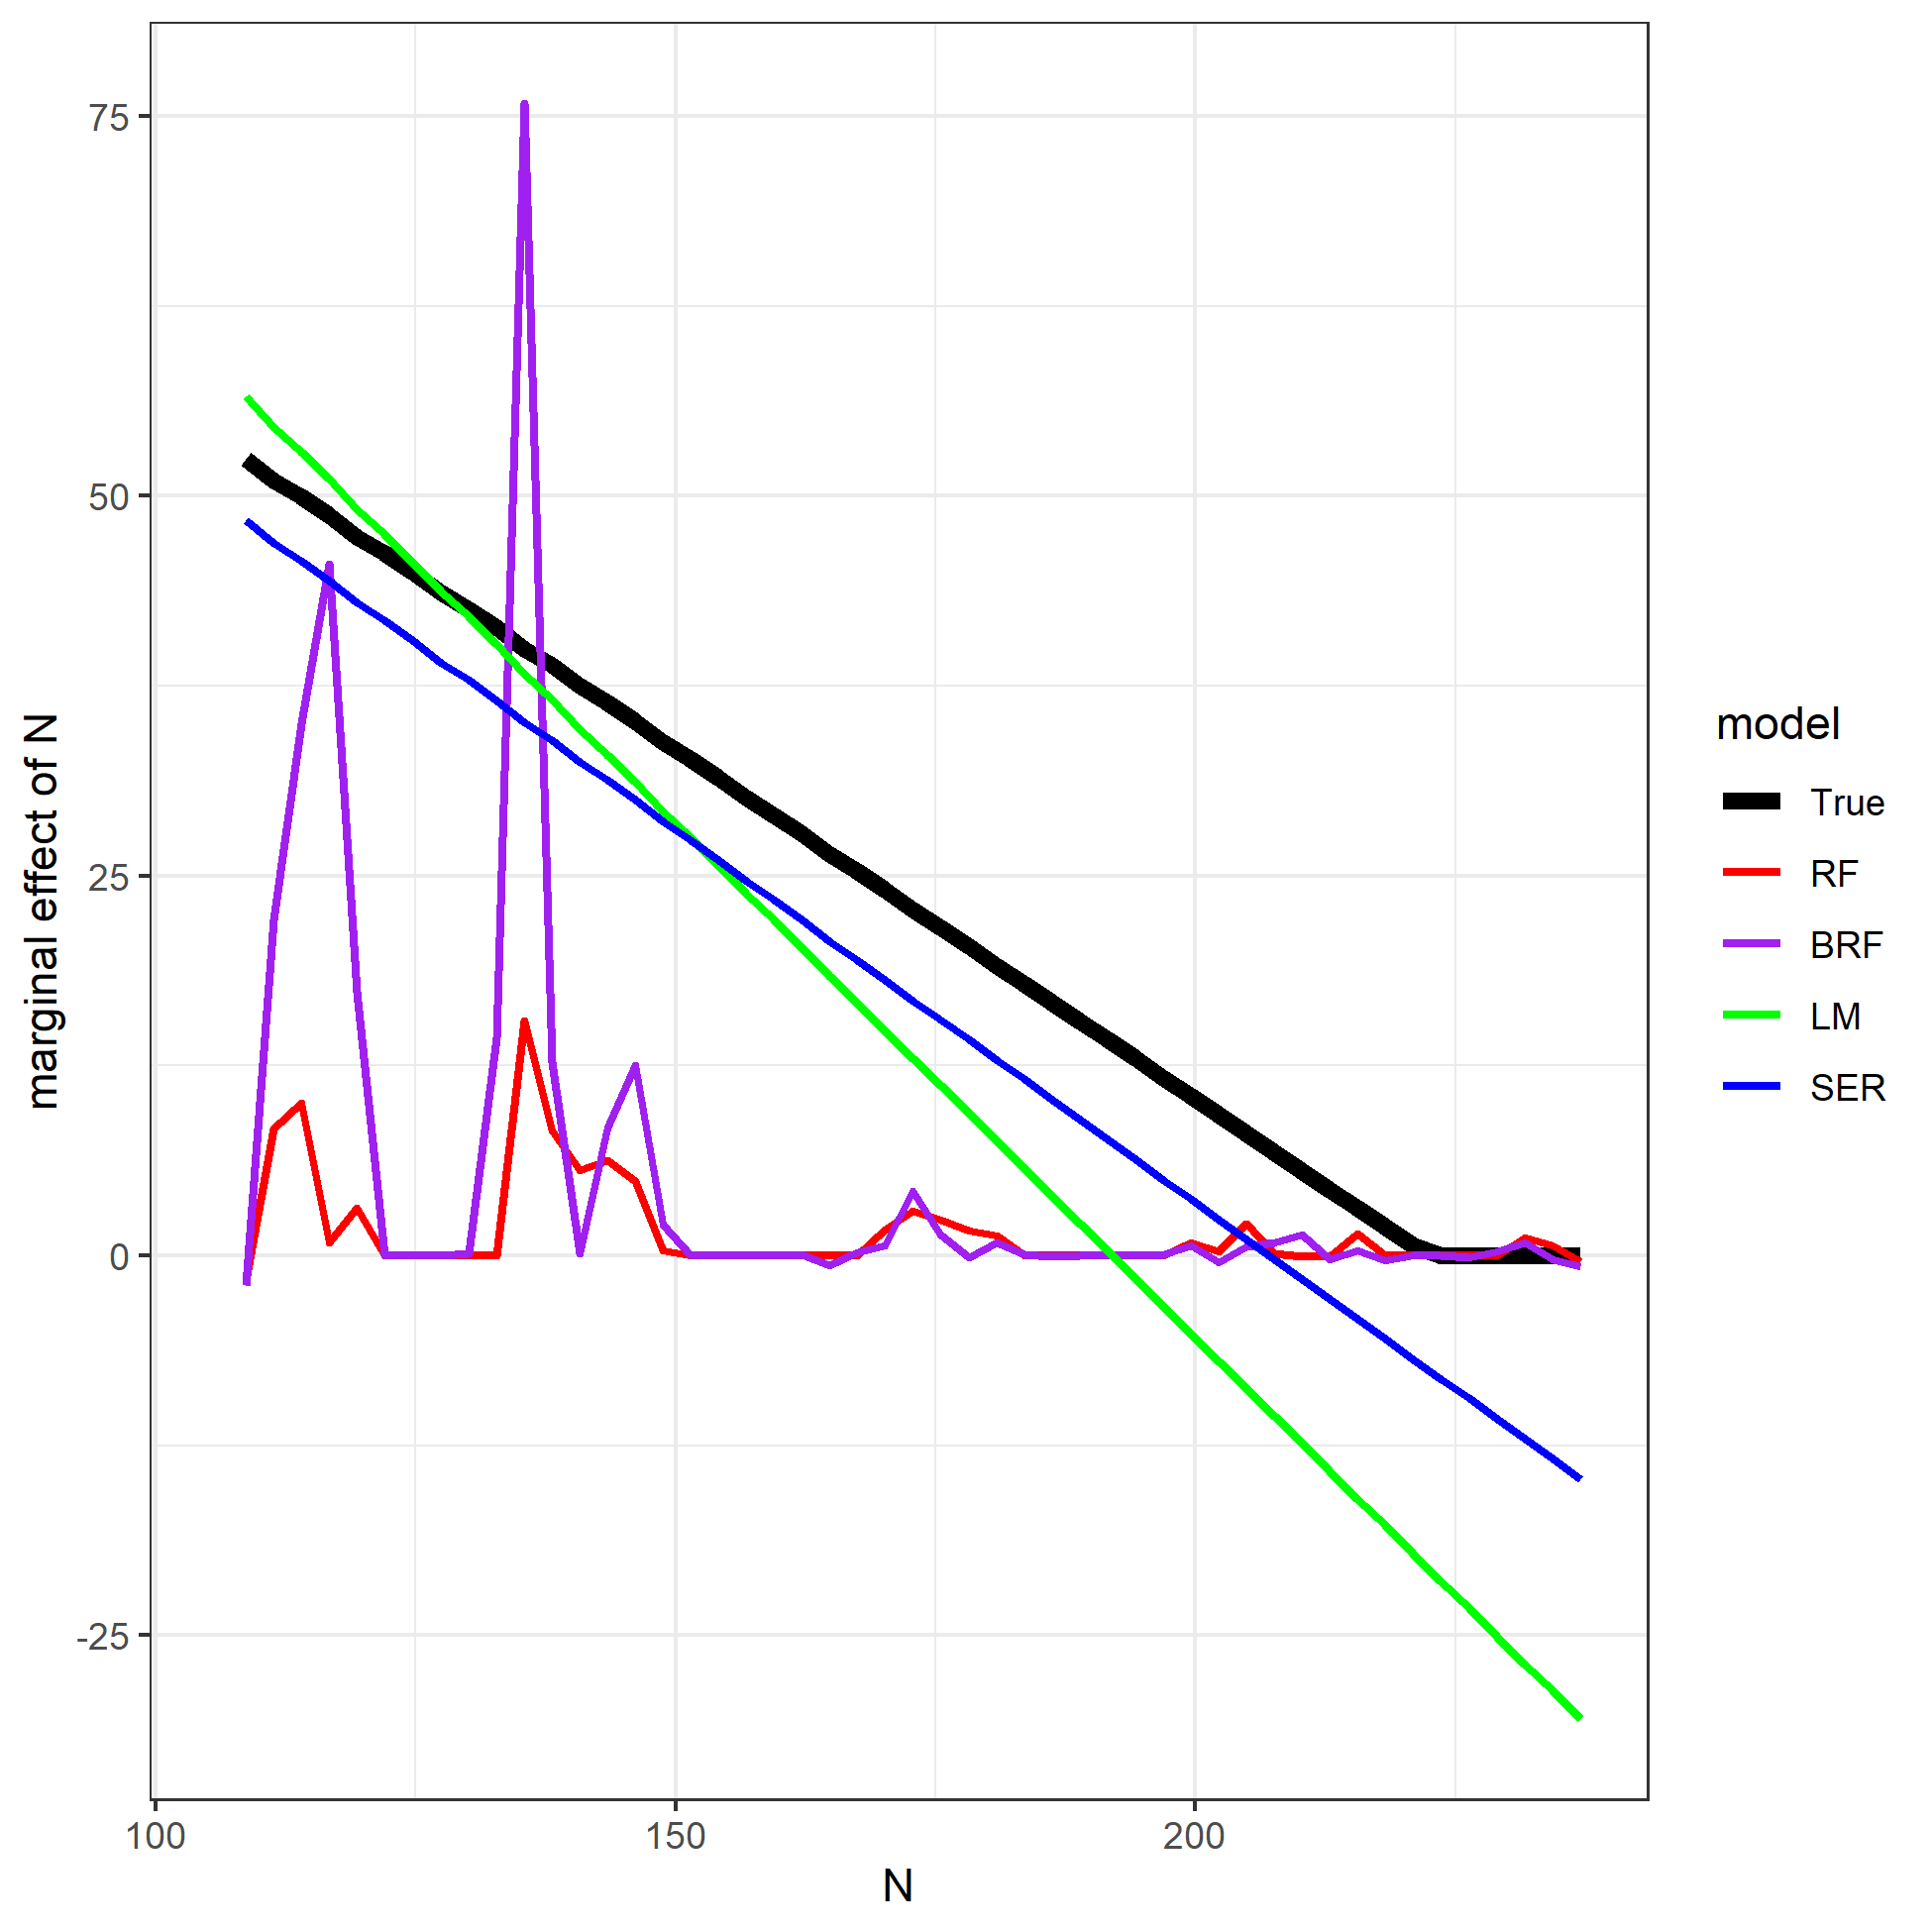 75
50
25
0
-25
100
150
200
N
marginal effect of N
model
True
RF
BRF
LM
SER